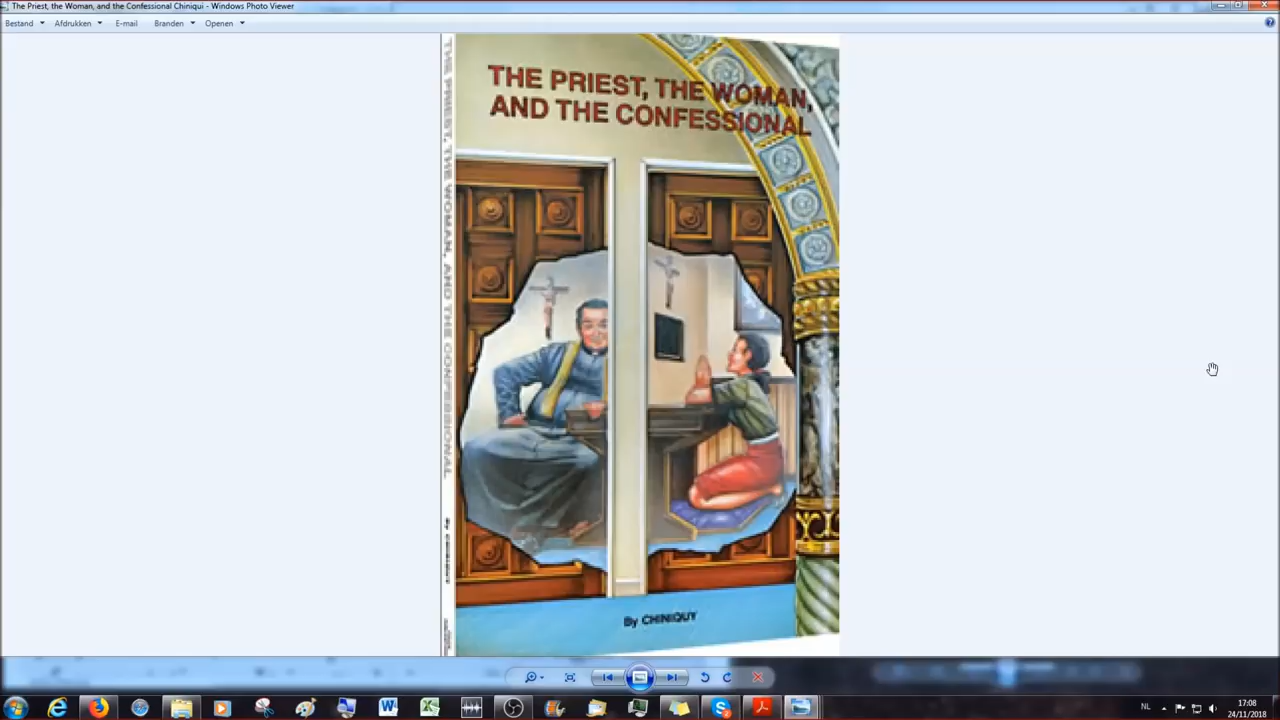 The Priest, the Woman, and the Confessional Chiniqui - Windows Photo Viewer
Bestand Afdrukken E-mail Branden Openen
THE PRIEST, THE WOMAN,
AND THE CONFESSIONAL
THE PRIEST, THE WOMAN, AND THE CONFESSIONAL
By CHINIQUY
By CHINIQUY
NL
17:08
24/11/2018